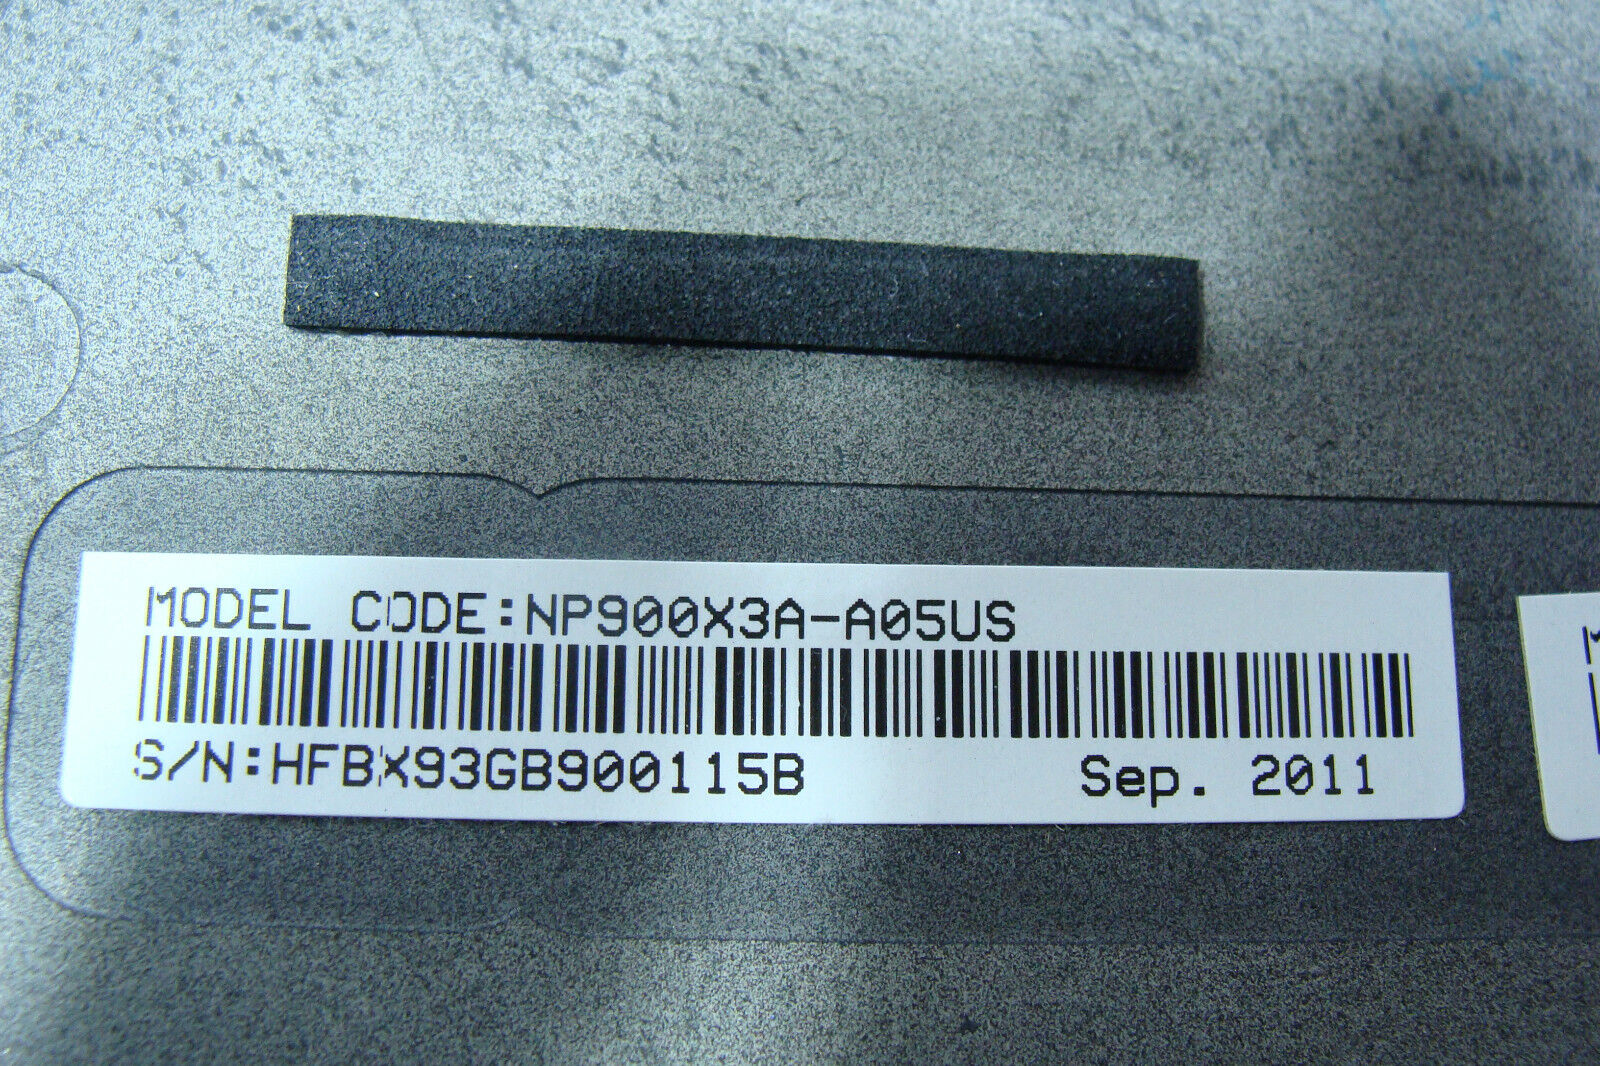 MODEL CODE:NP900X3A-A05US
S/N:HFBX93GB900115B
Sep. 2011